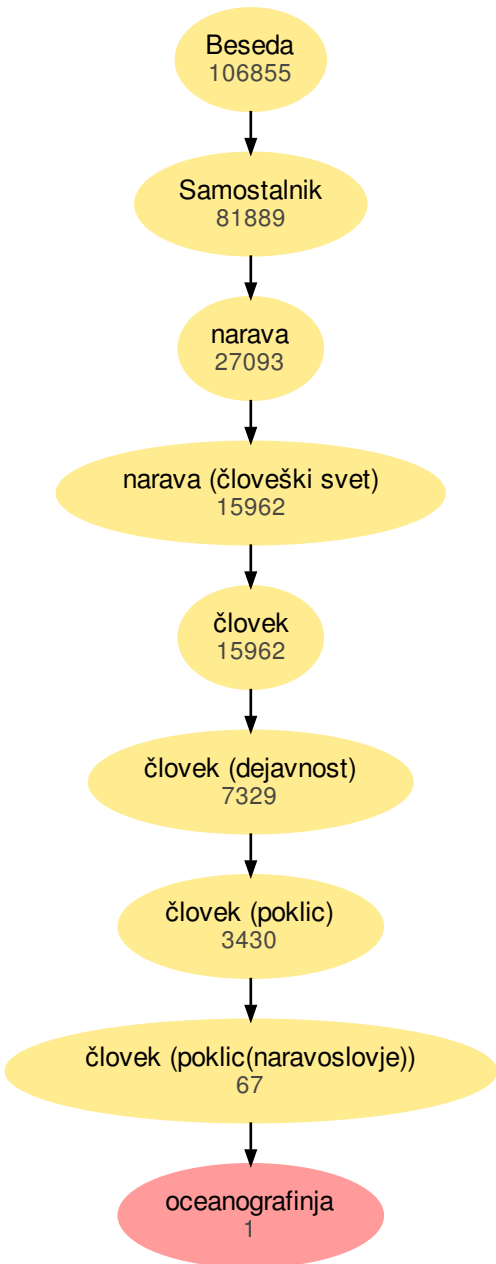 Beseda
106855
Samostalnik
81889
narava
27093
narava (človeški svet)
15962
človek
15962
človek (dejavnost)
7329
človek (poklic)
3430
človek (poklic(naravoslovje))
67
oceanografinja
1